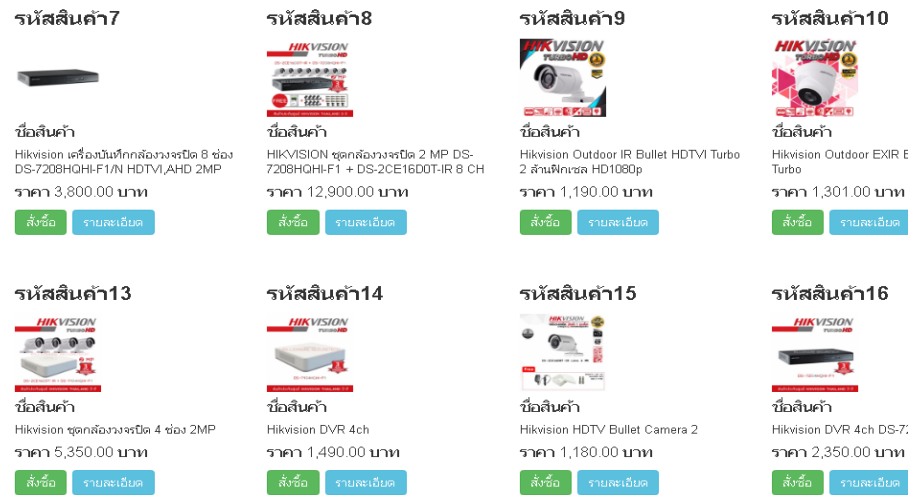 รหัสสินค้า7
รหัสสินค้า8
รหัสสินค้า9
รหัสสินค้า10
HIKVISION
HIKVISION
HIKVISION
ชื่อสินค้า
ชื่อสินค้า
ชื่อสินค้า
ชื่อสินค้า
Hikvision เครื่องบันทึกกล้องวงจรปิด 8 ช่อง
DS-7208HQHI-F1/N HDTVI,AHD 2MP
HIKVISION ชุดกล้องวงจรปิด 2 MP DS-
7208HQHI-F1 + DS-2CE16D0T-IR 8 CH
Hikvision Outdoor IR Bullet HDTVI Turbo
2 ล้านฟิกเซล HD1080p
Hikvision Outdoor EXIR
Turbo
ราคา 3,800.00 บาท
ราคา 12,900.00 บาท
ราคา 1,190.00 บาท
ราคา 1,301.00 บาท
สั่งซื้อ รายละเอียด
สั่งซื้อ รายละเอียด
สั่งซื้อ รายละเอียด
สั่งซื้อ รายละเอียด
รหัสสินค้า13
รหัสสินค้า14
รหัสสินค้า15
รหัสสินค้า16
HIKVISION
HIKVISION
HIKVISION
HIKVISION
ชื่อสินค้า
ชื่อสินค้า
ชื่อสินค้า
ชื่อสินค้า
Hikvision ชุดกล้องวงจรปิด 4 ช่อง 2MP
Hikvision DVR 4ch
Hikvision HDTV Bullet Camera 2
Hikvision DVR 4ch DS-72
ราคา 5,350.00 บาท
ราคา 1,490.00 บาท
ราคา 1,180.00 บาท
ราคา 2,350.00 บาท
สั่งซื้อ รายละเอียด
สั่งซื้อ รายละเอียด
สั่งซื้อ รายละเอียด
สั่งซื้อ รายละเอียด